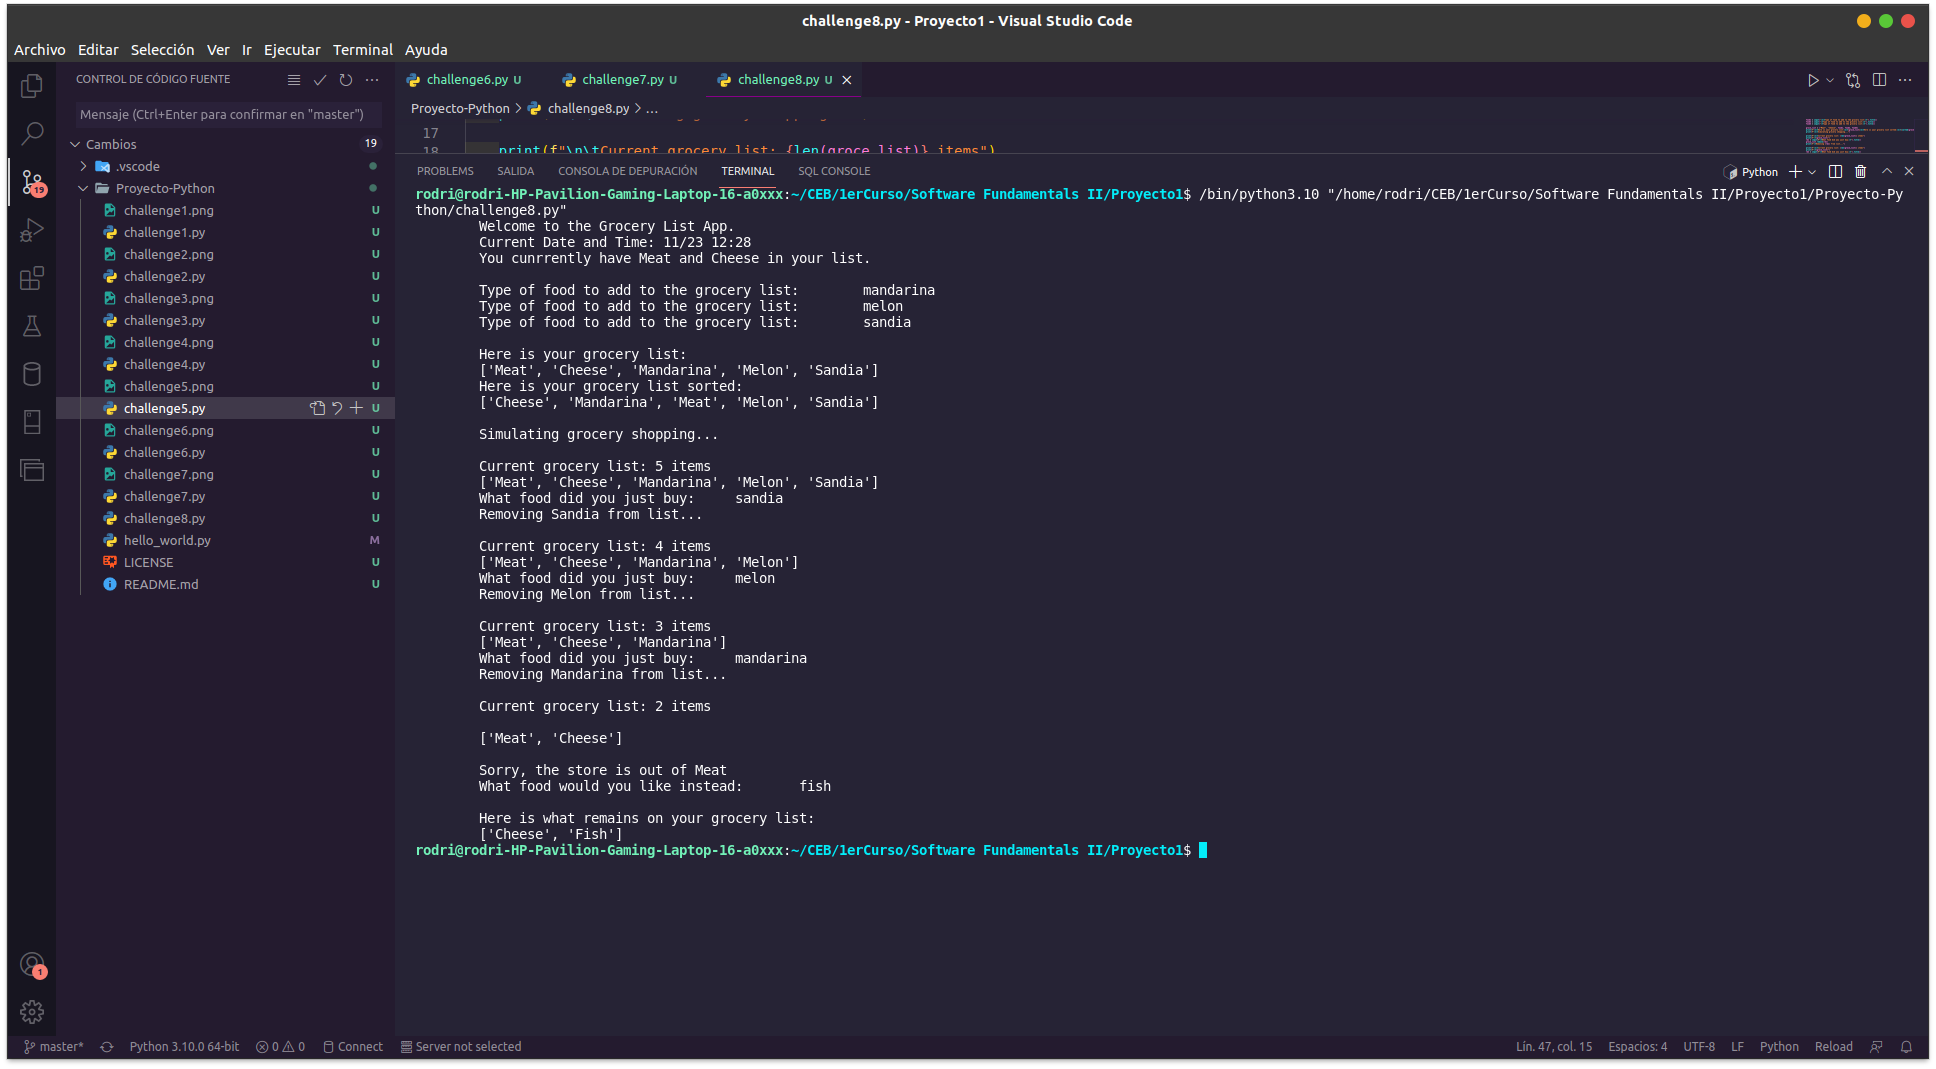 challenge8.py - Proyecto1 - Visual Studio Code
Archivo Editar Selección Ver Ir Ejecutar Terminal Ayuda
CONTROL DE CÓDIGO FUENTE
Mensaje (Ctrl+Enter para confirmar en "master")
Cambios 19
.vscode
Proyecto-Python
challenge1.png U
challenge1.py U
challenge2.png U
challenge2.py U
challenge3.png U
challenge3.py U
challenge4.png U
challenge4.py U
challenge5.png U
challenge5.py U
challenge6.png U
challenge6.py U
challenge7.png U
challenge7.py U
challenge8.py U
hello_world.py M
LICENSE U
README.md U
19
1
challenge6.py U challenge7.py U challenge8.py U
Proyecto-Python > challenge8.py > ...
17
18 print(f"\n\tCurrent grocery list: {len(groce_list)} items")
PROBLEMS SALIDA CONSOLA DE DEPURACIÓN TERMINAL SQL CONSOLE
Python
rodri@rodri-HP-Pavilion-Gaming-Laptop-16-a0xxx:~/CEB/1erCurso/Software Fundamentals II/Proyecto1$ /bin/python3.10 "/home/rodri/CEB/1erCurso/Software Fundamentals II/Proyecto1/Proyecto-Py
thon/challenge8.py"
Welcome to the Grocery List App.
Current Date and Time: 11/23 12:28
You cunrrently have Meat and Cheese in your list.
Type of food to add to the grocery list: mandarina
Type of food to add to the grocery list: melon
Type of food to add to the grocery list: sandia
Here is your grocery list:
['Meat', 'Cheese', 'Mandarina', 'Melon', 'Sandia']
Here is your grocery list sorted:
['Cheese', 'Mandarina', 'Meat', 'Melon', 'Sandia']
Simulating grocery shopping...
Current grocery list: 5 items
['Meat', 'Cheese', 'Mandarina', 'Melon', 'Sandia']
What food did you just buy: sandia
Removing Sandia from list...
Current grocery list: 4 items
['Meat', 'Cheese', 'Mandarina', 'Melon']
What food did you just buy: melon
Removing Melon from list...
Current grocery list: 3 items
['Meat', 'Cheese', 'Mandarina']
What food did you just buy: mandarina
Removing Mandarina from list...
Current grocery list: 2 items
['Meat', 'Cheese']
Sorry, the store is out of Meat
What food would you like instead: fish
Here is what remains on your grocery list:
['Cheese', 'Fish']
rodri@rodri-HP-Pavilion-Gaming-Laptop-16-a0xxx:~/CEB/1erCurso/Software Fundamentals II/Proyecto1$
master* Python 3.10.0 64-bit 0 0 Connect Server not selected Lín. 47, col. 15 Espacios: 4 UTF-8 LF Python Reload